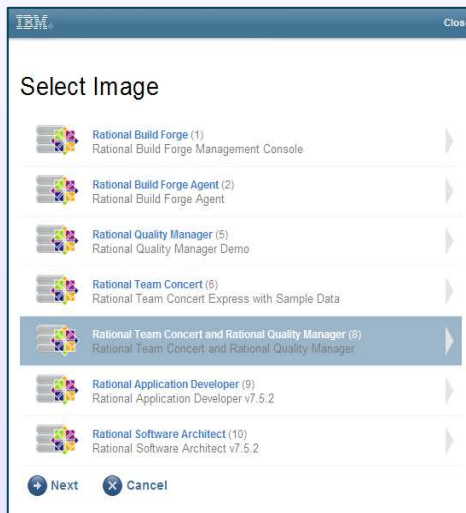 IBM®
Close
Select Image
Rational Build Forge (1)
Rational Build Forge Management Console
Rational Build Forge Agent (2)
Rational Build Forge Agent
Rational Quality Manager (5)
Rational Quality Manager Demo
Rational Team Concert (6)
Rational Team Concert Express with Sample Data
Rational Team Concert and Rational Quality Manager (8)
Rational Team Concert and Rational Quality Manager
Rational Application Developer (9)
Rational Application Developer v7.5.2
Rational Software Architect (10)
Rational Software Architect v7.5.2
Next
Cancel